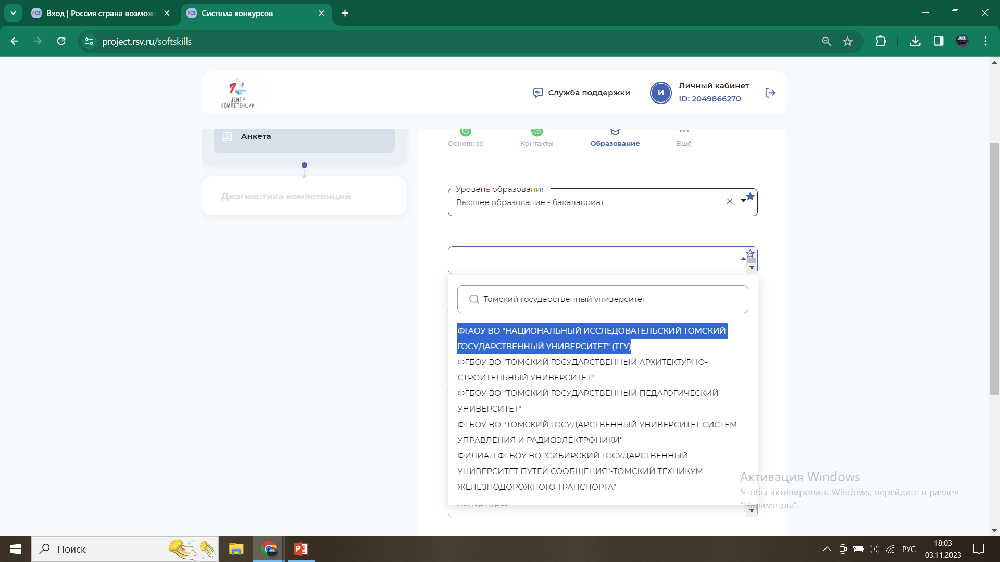 Вход | Россия страна возможн
Система конкурсов
project.rsv.ru/softskills
ЦЕНТР
КОМПЕТЕНЦИЙ
Служба поддержки
И
Личный кабинет
ID: 2049866270
Анкета
Диагностика компетенций
Основное
Контакты
Образование
Ещё
Уровень образования
Высшее образование - бакалавриат
Томский государственный университет
ФГАОУ ВО "НАЦИОНАЛЬНЫЙ ИССЛЕДОВАТЕЛЬСКИЙ ТОМСКИЙ
ГОСУДАРСТВЕННЫЙ УНИВЕРСИТЕТ" (ТГУ)
ФГБОУ ВО "ТОМСКИЙ ГОСУДАРСТВЕННЫЙ АРХИТЕКТУРНО-
СТРОИТЕЛЬНЫЙ УНИВЕРСИТЕТ"
ФГБОУ ВО "ТОМСКИЙ ГОСУДАРСТВЕННЫЙ ПЕДАГОГИЧЕСКИЙ
УНИВЕРСИТЕТ"
ФГБОУ ВО "ТОМСКИЙ ГОСУДАРСТВЕННЫЙ УНИВЕРСИТЕТ СИСТЕМ
УПРАВЛЕНИЯ И РАДИОЭЛЕКТРОНИКИ"
ФИЛИАЛ ФГБОУ ВО "СИБИРСКИЙ ГОСУДАРСТВЕННЫЙ
УНИВЕРСИТЕТ ПУТЕЙ СООБЩЕНИЯ"-ТОМСКИЙ ТЕХНИКУМ
ЖЕЛЕЗНОДОРОЖНОГО ТРАНСПОРТА"
Номер курса
Активация Windows
Чтобы активировать Windows, перейдите в раздел
"Параметры".
Поиск
РУС
18:03
03.11.2023